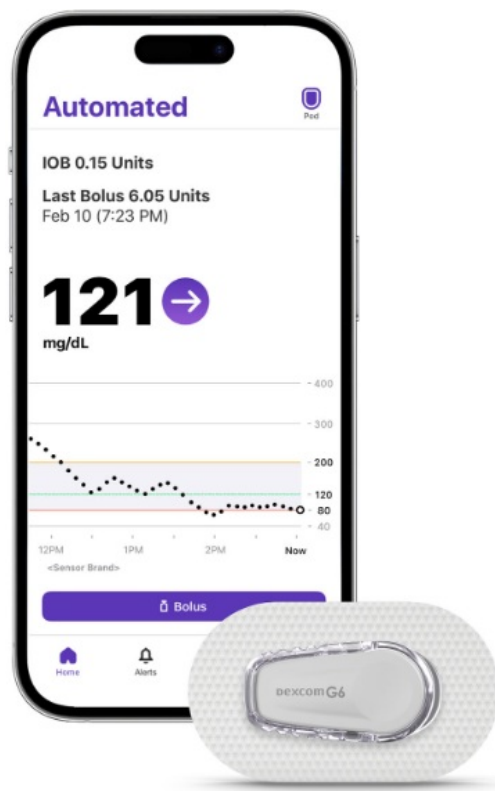 Automated
Pod
IOB 0.15 Units
Last Bolus 6.05 Units
Feb 10 (7:23 PM)
121
mg/dL
400
300
200
120
80
40
12PM 1PM 2PM Now
<Sensor Brand>
Bolus
Home Alerts
Dexcom G6